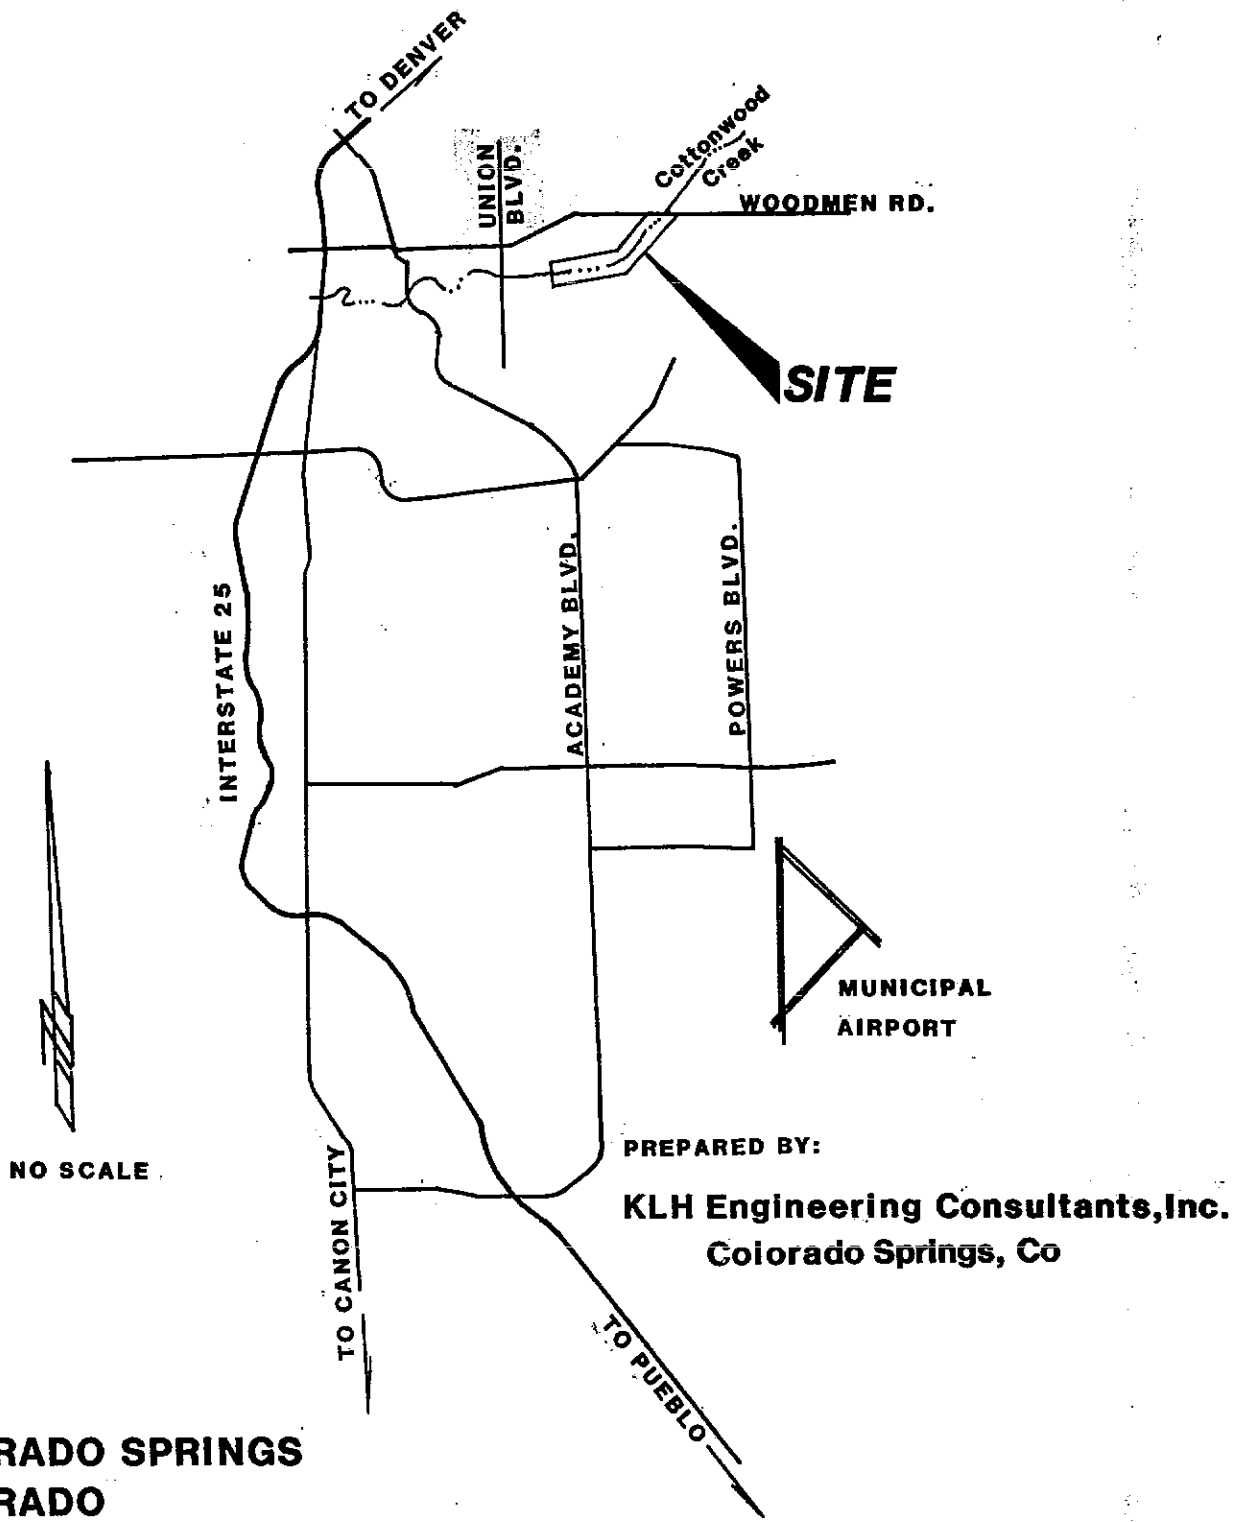 TO DENVER
UNION
BLVD.
Cottonwood
Creek
WOODMEN RD.
SITE
INTERSTATE 25
ACADEMY BLVD.
POWERS BLVD.
MUNICIPAL
AIRPORT
NO SCALE
PREPARED BY:
KLH Engineering Consultants,Inc.
Colorado Springs, Co
TO CANON CITY
TO PUEBLO
RADO SPRINGS
RADO